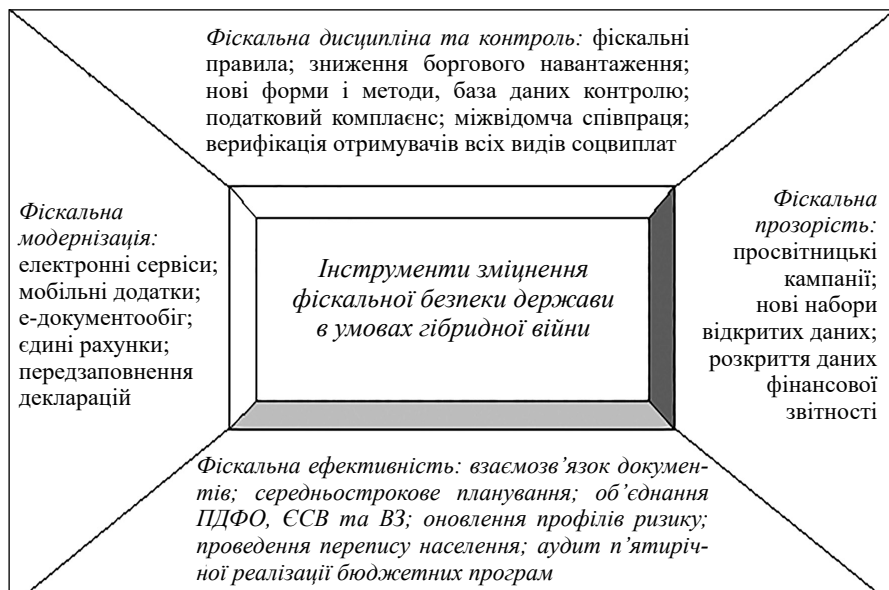 Фіскальна дисципліна та контроль: фіскальні
правила; зниження боргового навантаження;
нові форми і методи, база даних контролю;
податковий комплаєнс; міжвідомча співпраця;
верифікація отримувачів всіх видів соцвиплат
Фіскальна
модернізація:
електронні сервіси;
мобільні додатки;
е-документообіг;
єдині рахунки;
передзаповнення
декларацій
Інструменти зміцнення
фіскальної безпеки держави
в умовах гібридної війни
Фіскальна
прозорість:
просвітницькі
кампанії;
нові набори
відкритих даних;
розкриття даних
фінансової
звітності
Фіскальна ефективність: взаємозв’язок докумен-
тів; середньострокове планування; об’єднання
ПДФО, ЄСВ та ВЗ; оновлення профілів ризику;
проведення перепису населення; аудит п’ятиріч-
ної реалізації бюджетних програм